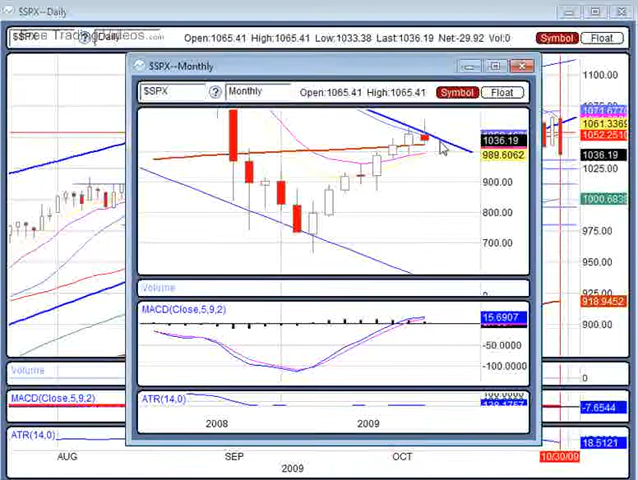 $SPX--Daily
Free TradingVideos.com
$SPX ? Daily Open:1065.41 High:1065.41 Low:1033.38 Last:1036.19 Net:-29.92 Vol:0 Symbol Float
$SPX--Monthly
$SPX ? Monthly Open:1065.41 High:1065.41 Symbol Float
1036.19
989.6062
900.00
800.00
700.00
Volume
0
MACD(Close,5,9,2)
15.6907
-50.0000
-100.0000
ATR(14,0)
2008 2009
1100.00
1061.3369
1052.2510
1036.19
1025.00
975.00
950.00
918.9452
900.00
Volume
0
MACD(Close,5,9,2)
-7.6544
ATR(14,0)
18.5121
AUG SEP OCT 10/30/09
2009